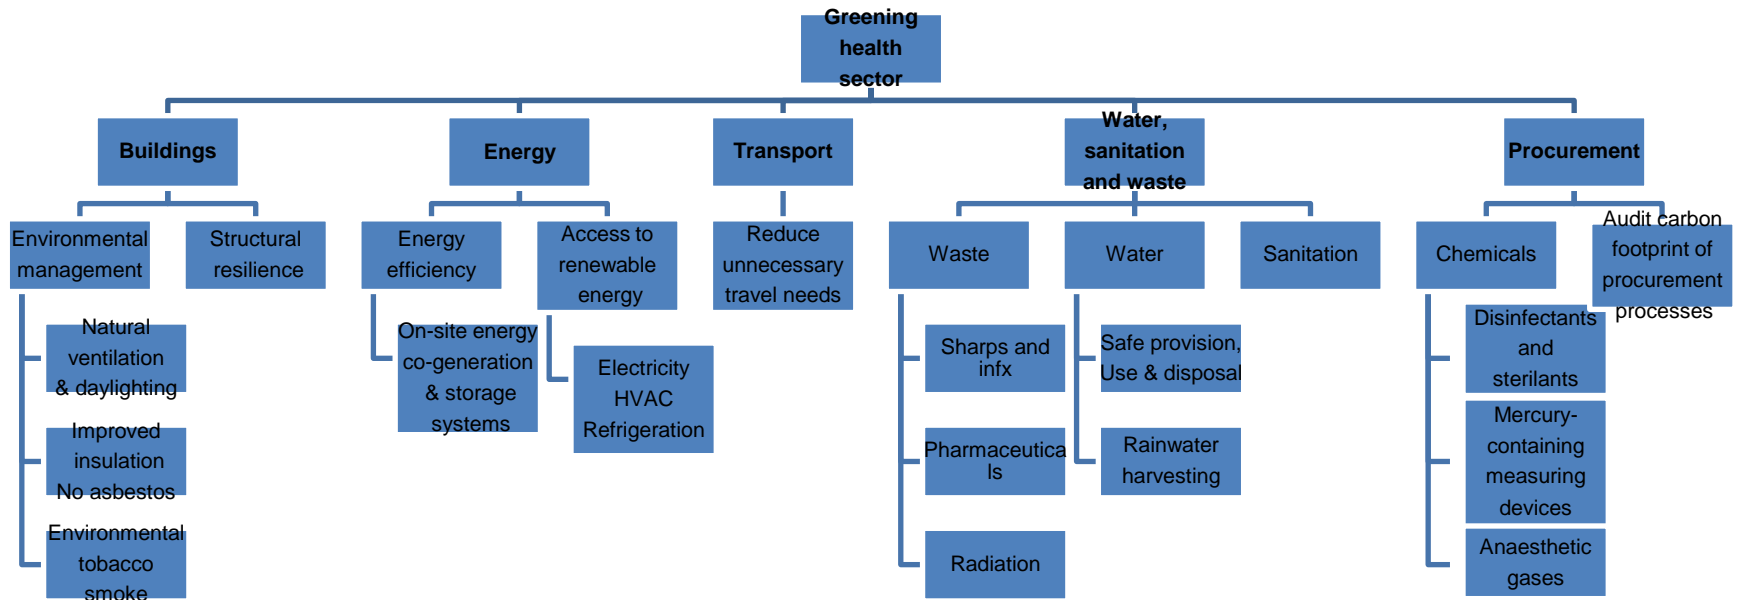 Greening
health
sector
Buildings
Energy
Transport
Water,
sanitation
and waste
Procurement
Environmental
management
Structural
resilience
Energy
efficiency
Access to
renewable
energy
Reduce
unnecessary
travel needs
Waste
Water
Sanitation
Chemicals
Audit carbon
footprint of
procurement
processes
Natural
ventilation
& daylighting
Improved
insulation
No asbestos
Environmental
tobacco
smoke
On-site energy
co-generation
& storage
systems
Electricity
HVAC
Refrigeration
Sharps and
infx
Pharmaceutica
ls
Radiation
Safe provision,
Use & disposal
Rainwater
harvesting
Disinfectants
and
sterilants
Mercury-
containing
measuring
devices
Anaesthetic
gases